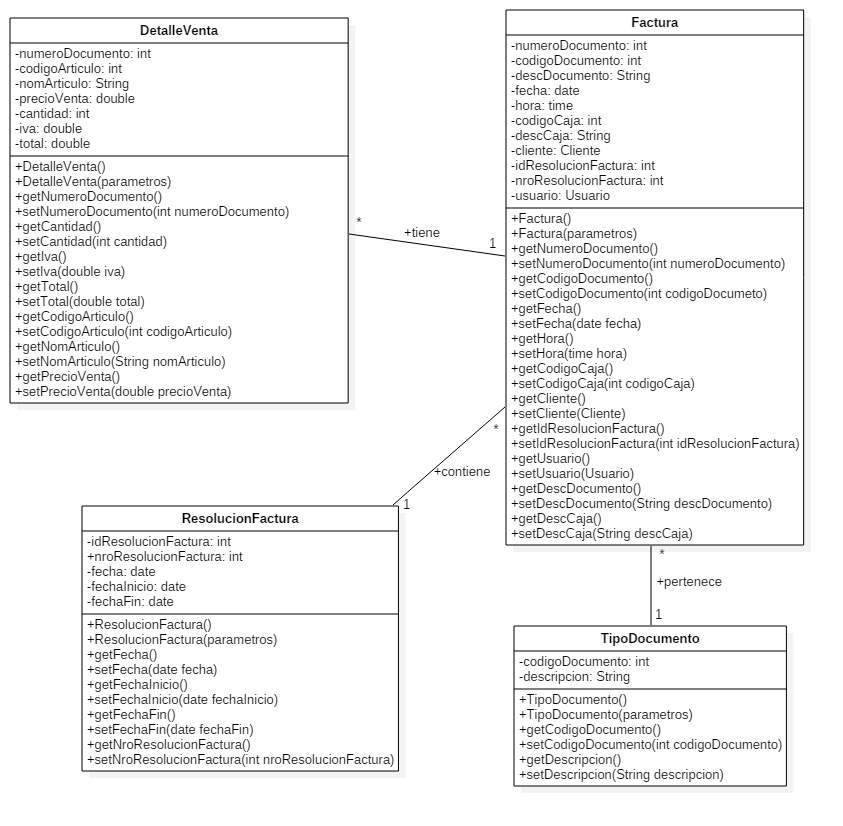 DetalleVenta
-numeroDocumento: int
-codigoArticulo: int
-nomArticulo: String
-precioVenta: double
-cantidad: int
-iva: double
-total: double
+DetalleVenta()
+DetalleVenta(parametros)
+getNumeroDocumento()
+setNumeroDocumento(int numeroDocumento)
+getCantidad()
+setCantidad(int cantidad)
+getIva()
+setIva(double iva)
+getTotal()
+setTotal(double total)
+getCodigoArticulo()
+setCodigoArticulo(int codigoArticulo)
+getNomArticulo()
+setNomArticulo(String nomArticulo)
+getPrecioVenta()
+setPrecioVenta(double precioVenta)
*
+tiene
1
Factura
-numeroDocumento: int
-codigoDocumento: int
-descDocumento: String
-fecha: date
-hora: time
-codigoCaja: int
-descCaja: String
-cliente: Cliente
-idResolucionFactura: int
-nroResolucionFactura: int
-usuario: Usuario
+Factura()
+Factura(parametros)
+getNumeroDocumento()
+setNumeroDocumento(int numeroDocumento)
+getCodigoDocumento()
+setCodigoDocumento(int codigoDocumeto)
+getFecha()
+setFecha(date fecha)
+getHora()
+setHora(time hora)
+getCodigoCaja()
+setCodigoCaja(int codigoCaja)
+getCliente()
+setCliente(Cliente)
+getIdResolucionFactura()
+setIdResolucionFactura(int idResolucionFactura)
+getUsuario()
+setUsuario(Usuario)
+getDescDocumento()
+setDescDocumento(String descDocumento)
+getDescCaja()
+setDescCaja(String descCaja)
*
+contiene
1
ResolucionFactura
-idResolucionFactura: int
+nroResolucionFactura: int
-fecha: date
-fechaInicio: date
-fechaFin: date
+ResolucionFactura()
+ResolucionFactura(parametros)
+getFecha()
+setFecha(date fecha)
+getFechaInicio()
+setFechaInicio(date fechaInicio)
+getFechaFin()
+setFechaFin(date fechaFin)
+getNroResolucionFactura()
+setNroResolucionFactura(int nroResolucionFactura)
*
+pertenece
1
TipoDocumento
-codigoDocumento: int
-descripcion: String
+TipoDocumento()
+TipoDocumento(parametros)
+getCodigoDocumento()
+setCodigoDocumento(int codigoDocumento)
+getDescripcion()
+setDescripcion(String descripcion)